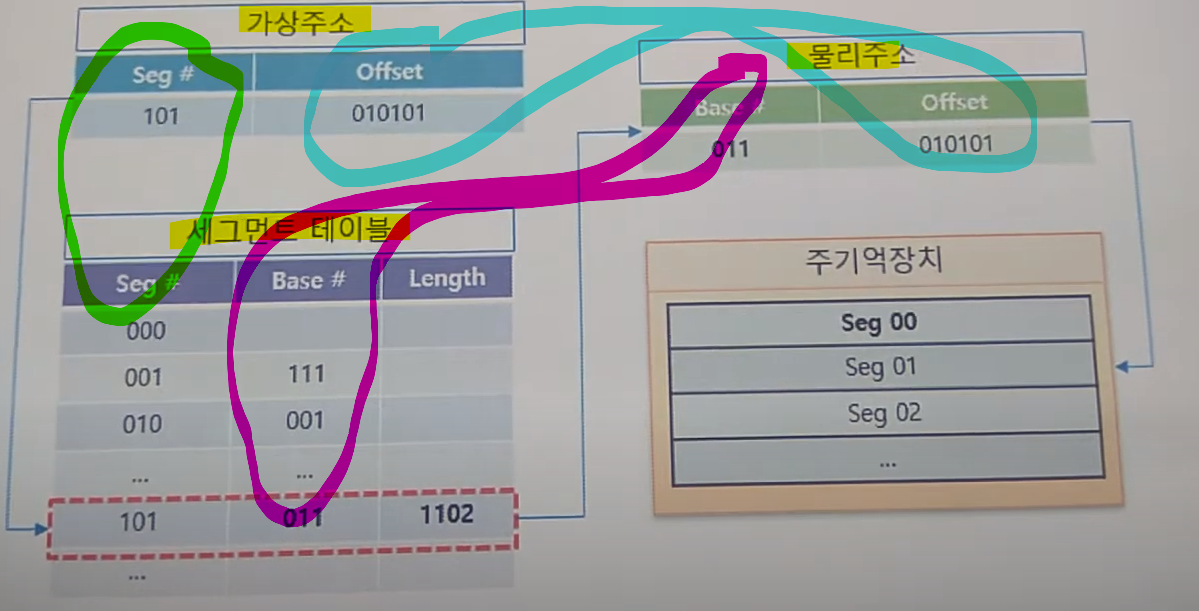 가상주소
Seg # Offset
101 010101
세그먼트 테이블
Seg # Base # Length
000
001 111
010 001
... ...
101 011 1102
...
물리주소
Base # Offset
011 010101
주기억장치
Seg 00
Seg 01
Seg 02
...